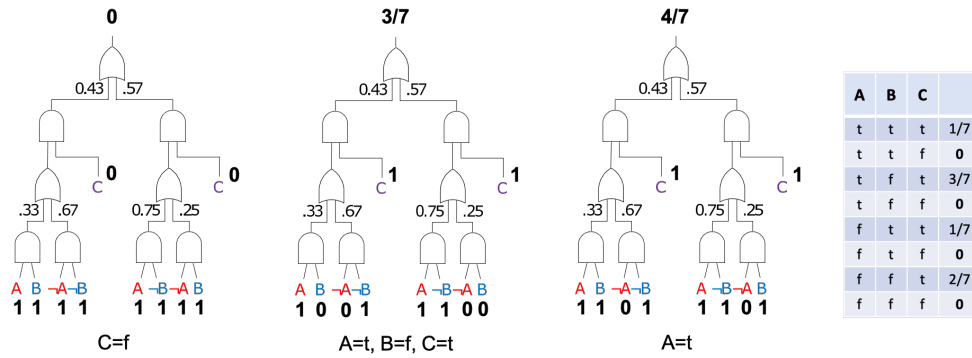 0 3/7 4/7
0.43 .57 0.43 .57 0.43 .57
A B C
t t t 1/7
t t f 0
t f t 3/7
t f f 0
f t t 1/7
f t f 0
f f t 2/7
f f f 0
C 0 C 0 C 1 C 1 C 1 C 1
.33 .67 0.75 .25 .33 .67 0.75 .25 .33 .67 0.75 .25
A B ¬A ¬B A ¬B ¬A B A B ¬A ¬B A ¬B ¬A B A B ¬A ¬B A ¬B ¬A B
1 1 1 1 1 1 1 1 1 0 0 1 1 1 0 0 1 1 0 1 1 1 0 1
C=f A=t, B=f, C=t A=t